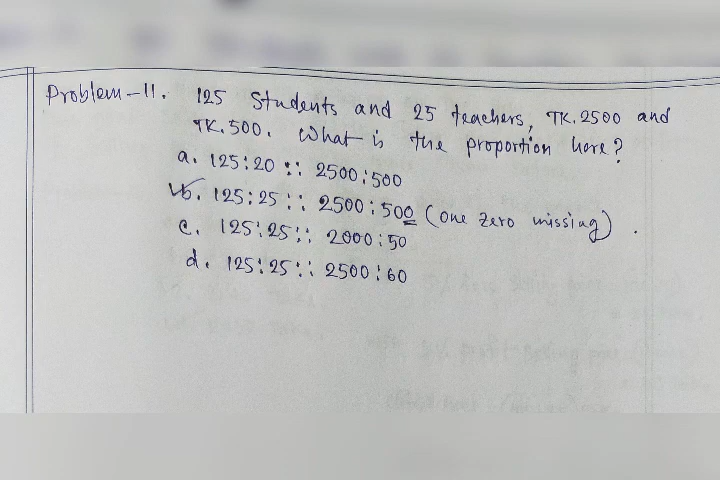 Problem-11. 125 Students and 25 teachers, TK. 2500 and
TK. 500. What is the proportion here?
a. 125:20 :: 2500:500
b. 125:25 :: 2500:500 (One zero missing).
c. 125:25 :: 2000:50
d. 125:25 :: 2500:60